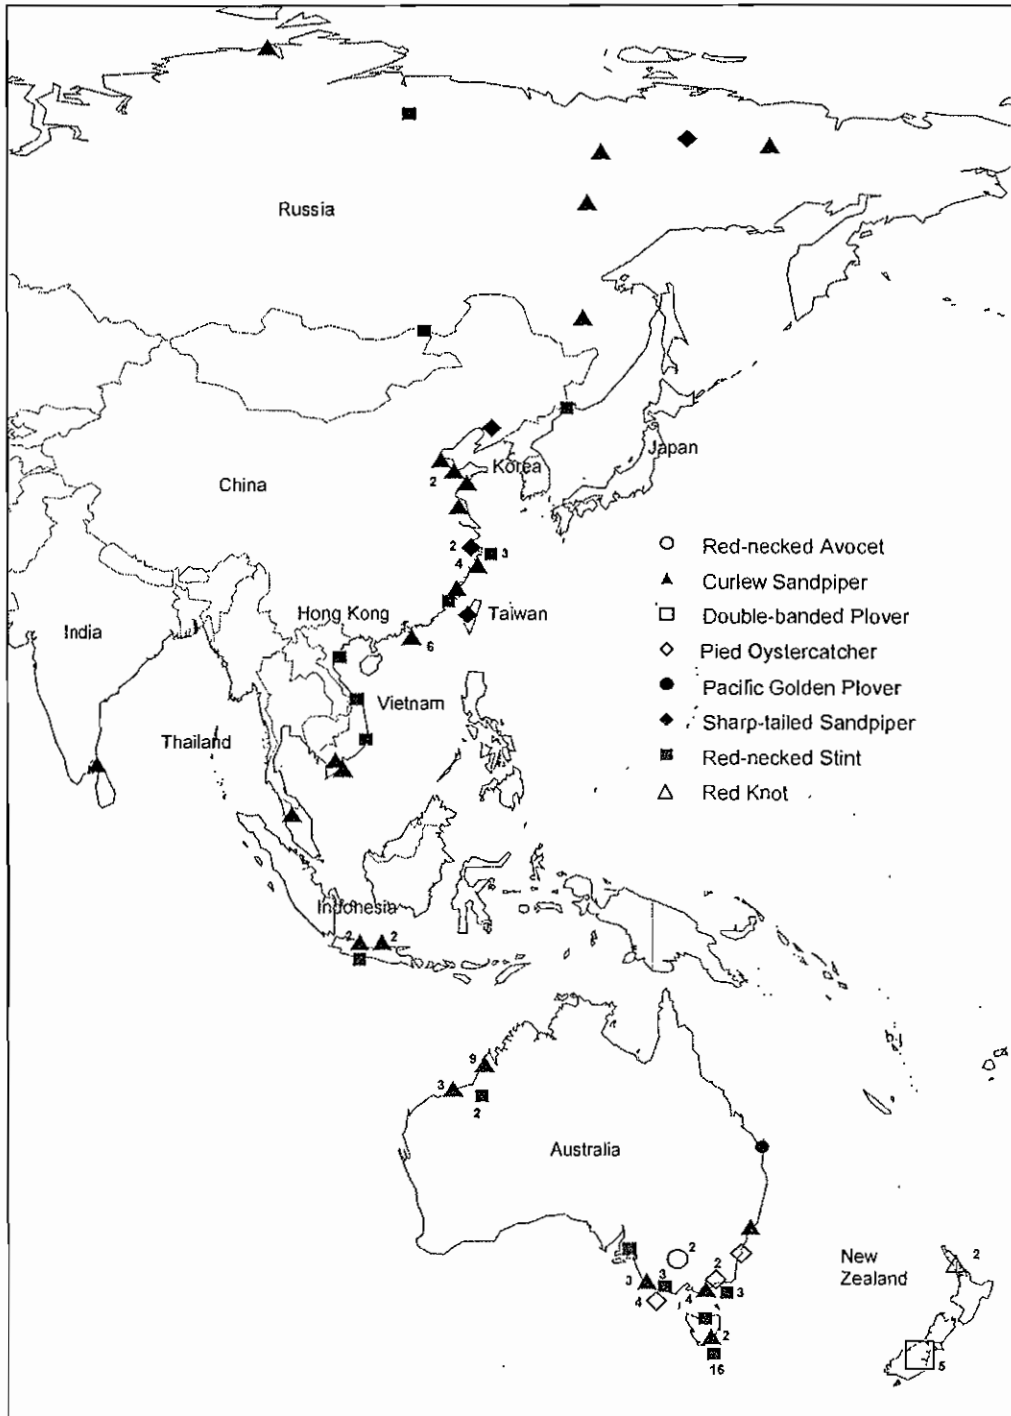 Russia
Japan
Korea
China
2
2
3
4
Red-necked Avocet
Curlew Sandpiper
Double-banded Plover
Pied Oystercatcher
Pacific Golden Plover
Sharp-tailed Sandpiper
Red-necked Stint
Red Knot
Hong Kong
Taiwan
India
6
Vietnam
Thailand
Indonesia
2
2
9
3
2
Australia
2
New
Zealand
2
2
3
3
2
4
4
3
2
16
5